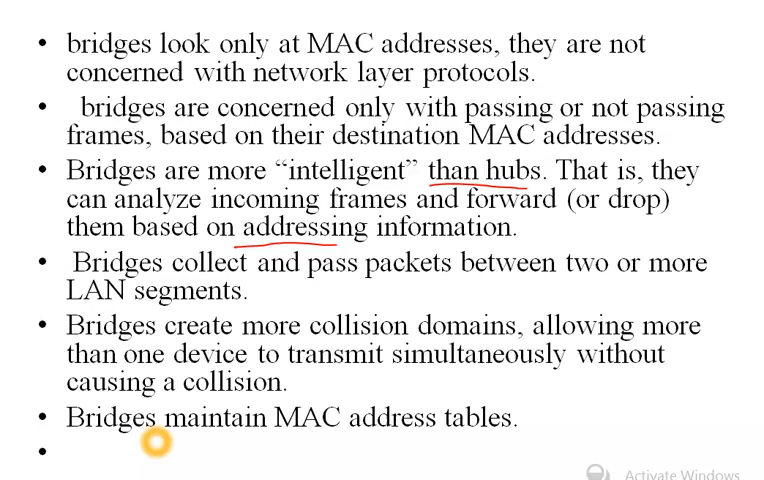 • bridges look only at MAC addresses, they are not
concerned with network layer protocols.
• bridges are concerned only with passing or not passing
frames, based on their destination MAC addresses.
• Bridges are more “intelligent” than hubs. That is, they
can analyze incoming frames and forward (or drop)
them based on addressing information.
• Bridges collect and pass packets between two or more
LAN segments.
• Bridges create more collision domains, allowing more
than one device to transmit simultaneously without
causing a collision.
• Bridges maintain MAC address tables.
•
Activate Windows